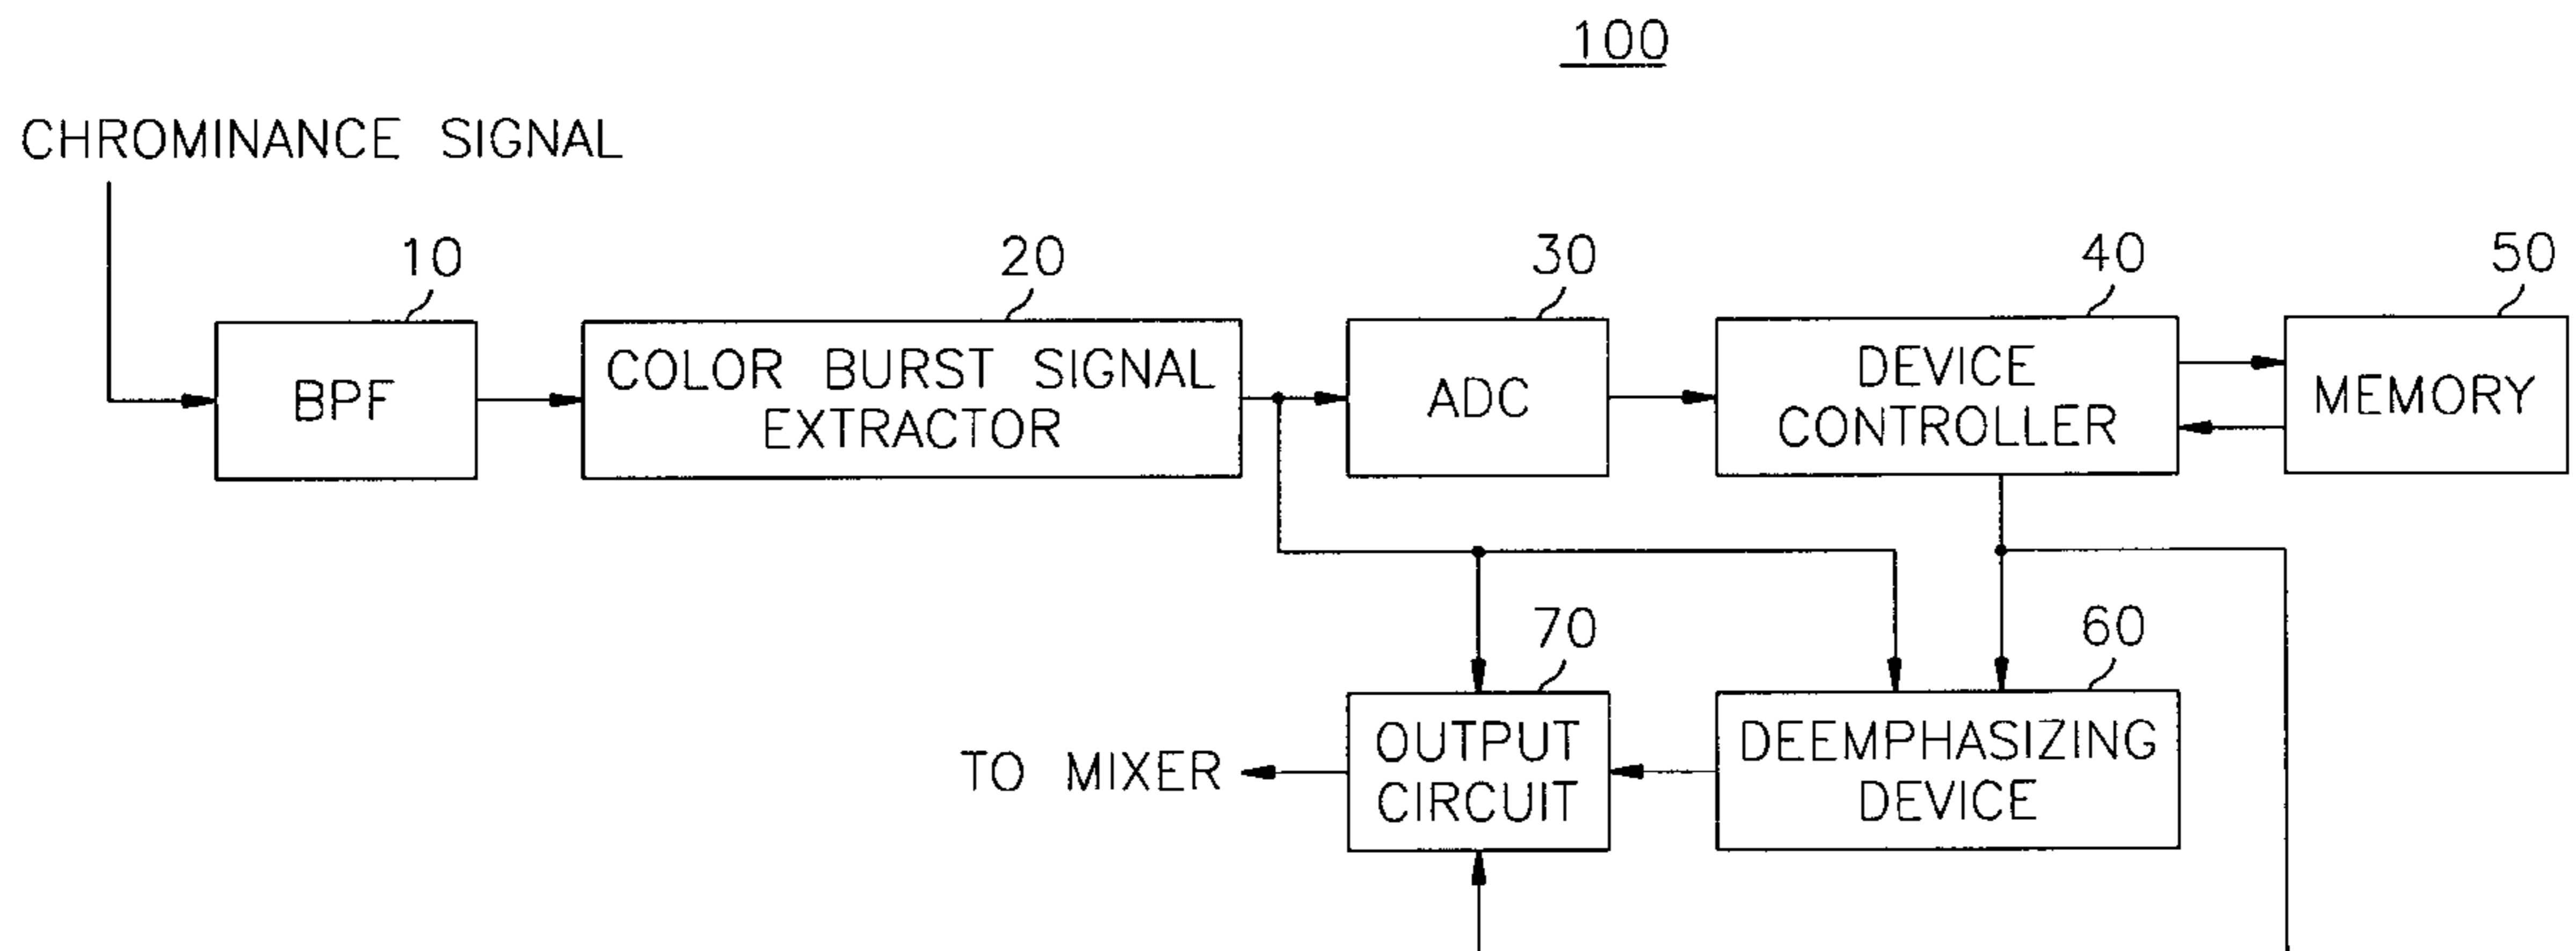 100
CHROMINANCE SIGNAL
10
20
30
40
50
BPF
COLOR BURST SIGNAL
EXTRACTOR
ADC
DEVICE
CONTROLLER
MEMORY
70
60
TO MIXER
OUTPUT
CIRCUIT
DEEMPHASIZING
DEVICE